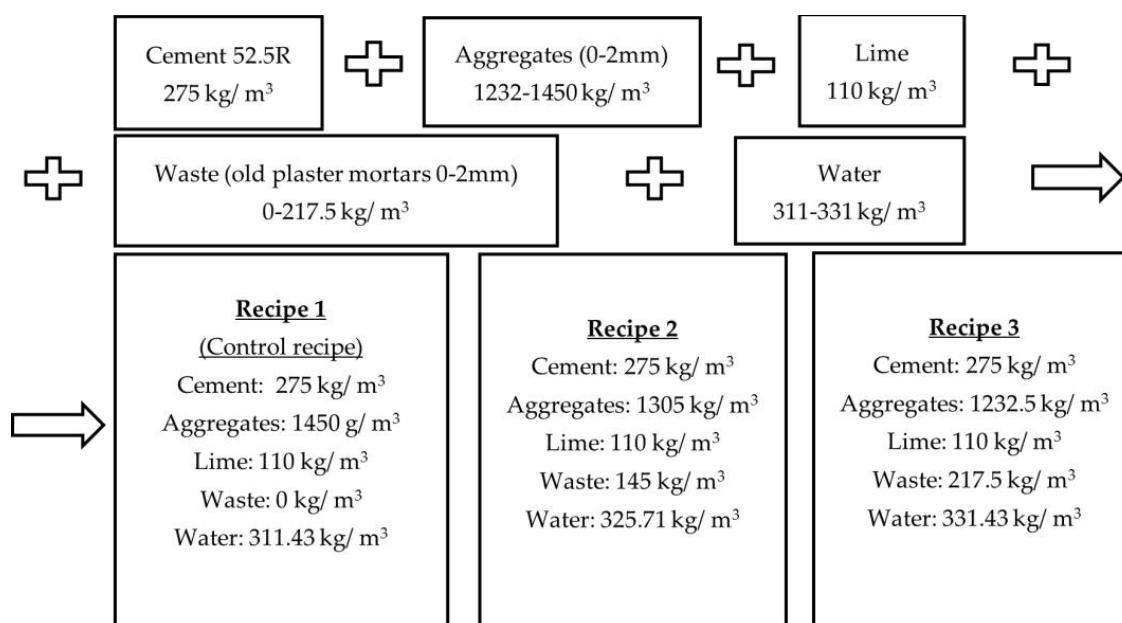 Cement 52.5R
275 kg/ m³
Aggregates (0-2mm)
1232-1450 kg/ m³
Lime
110 kg/ m³
Waste (old plaster mortars 0-2mm)
0-217.5 kg/ m³
Water
311-331 kg/ m³
Recipe 1
(Control recipe)
Cement: 275 kg/ m³
Aggregates: 1450 g/ m³
Lime: 110 kg/ m³
Waste: 0 kg/ m³
Water: 311.43 kg/ m³
Recipe 2
Cement: 275 kg/ m³
Aggregates: 1305 kg/ m³
Lime: 110 kg/ m³
Waste: 145 kg/ m³
Water: 325.71 kg/ m³
Recipe 3
Cement: 275 kg/ m³
Aggregates: 1232.5 kg/ m³
Lime: 110 kg/ m³
Waste: 217.5 kg/ m³
Water: 331.43 kg/ m³